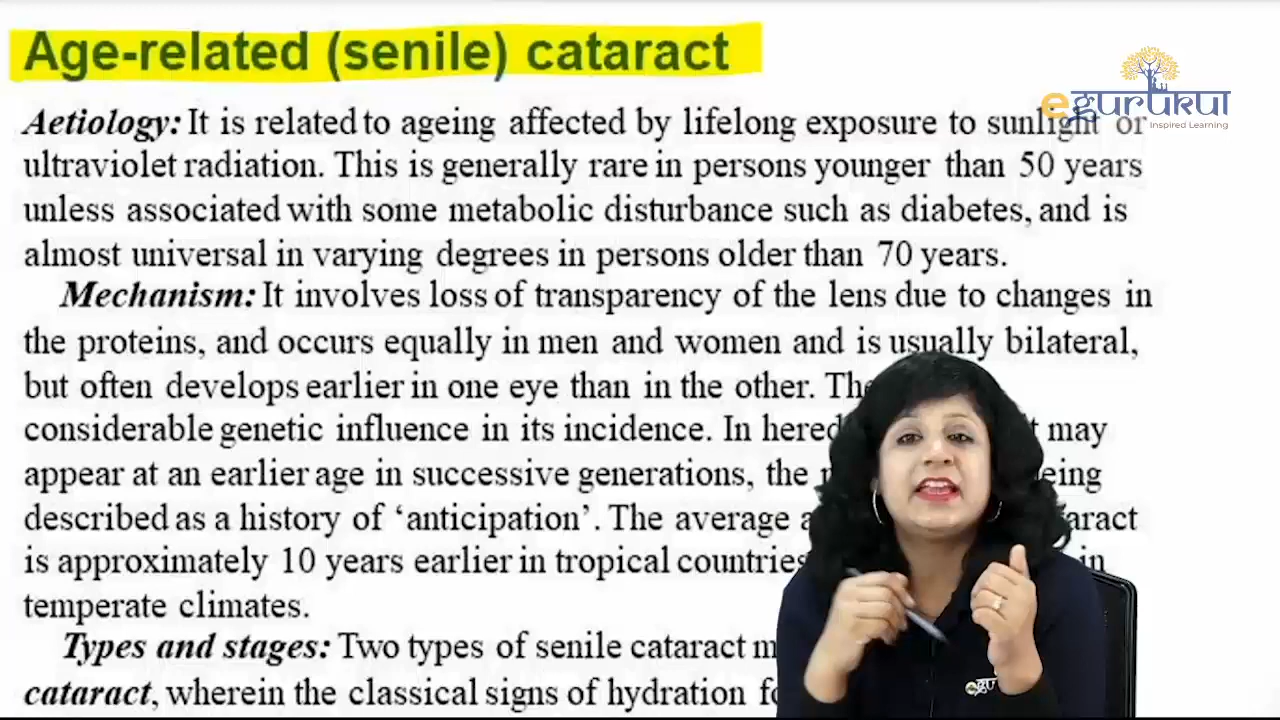 Age-related (senile) cataract
eगुरुकुल
Inspired Learning
Aetiology: It is related to ageing affected by lifelong exposure to sunlight or
ultraviolet radiation. This is generally rare in persons younger than 50 years
unless associated with some metabolic disturbance such as diabetes, and is
almost universal in varying degrees in persons older than 70 years.
Mechanism: It involves loss of transparency of the lens due to changes in
the proteins, and occurs equally in men and women and is usually bilateral,
but often develops earlier in one eye than in the other.
considerable genetic influence in its incidence. In may
appear at an earlier age in successive generations, the
described as a history of ‘anticipation’. The average
is approximately 10 years earlier in tropical countries in
temperate climates.
Types and stages: Two types of senile cataract
cataract, wherein the classical signs of hydration